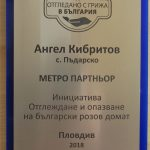 ОТГЛЕДАНО С ГРИЖА
В БЪЛГАРИЯ
Ангел Кибритов
с. Пъдарско
МЕТРО ПАРТНЬОР
Инициатива
Отглеждане и опазване
на български розов домат
Пловдив
2018